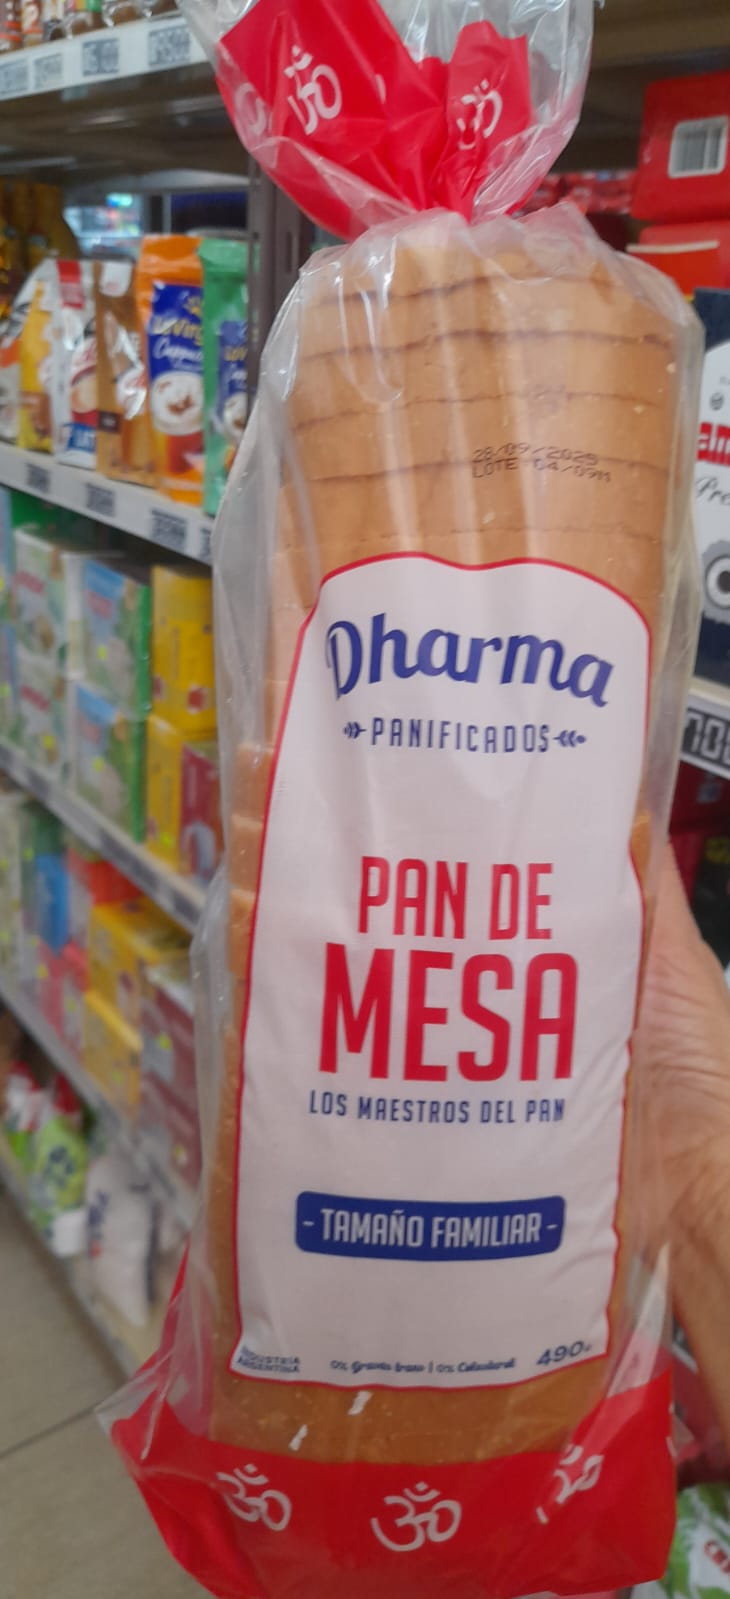 ॐ ॐ
28/09/2025
LOTE 04/09M
Dharma
PANIFICADOS
PAN DE
MESA
LOS MAESTROS DEL PAN
- TAMAÑO FAMILIAR -
INDUSTRIA
ARGENTINA
0% Grasas trans | 0% Colesterol
490
ॐ ॐ ॐ